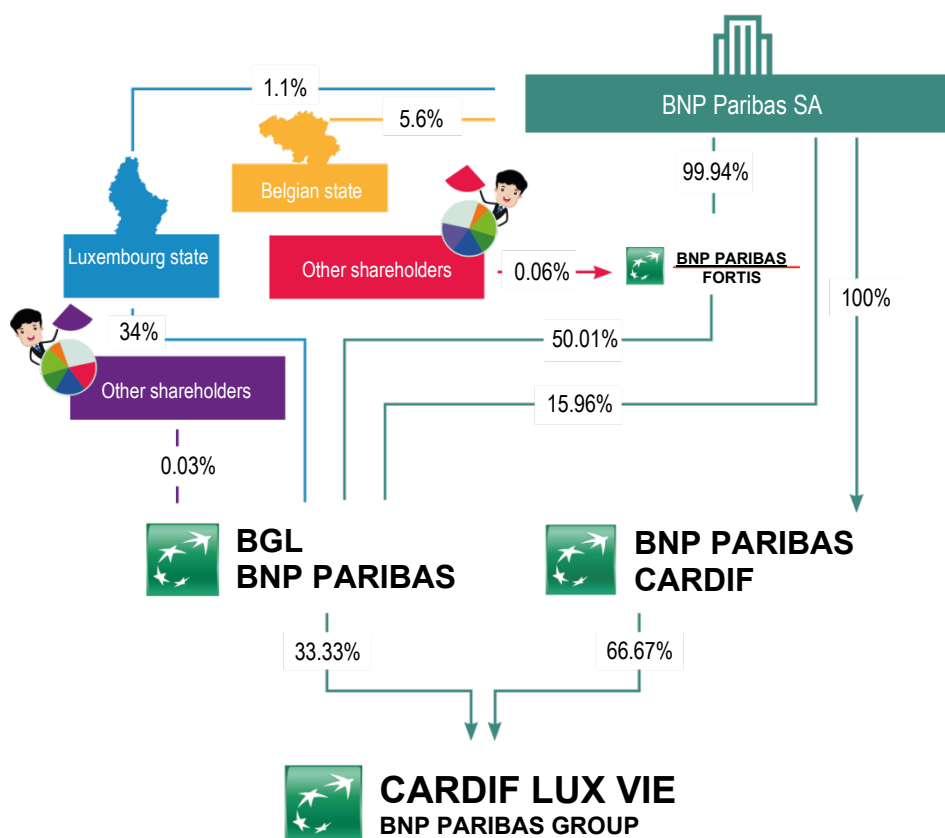 1.1%
BNP Paribas SA
5.6%
99.94%
Belgian state
Luxembourg state
Other shareholders
0.06%
BNP PARIBAS
FORTIS
100%
34%
50.01%
Other shareholders
15.96%
0.03%
BGL
BNP PARIBAS
BNP PARIBAS
CARDIF
33.33%
66.67%
CARDIF LUX VIE
BNP PARIBAS GROUP